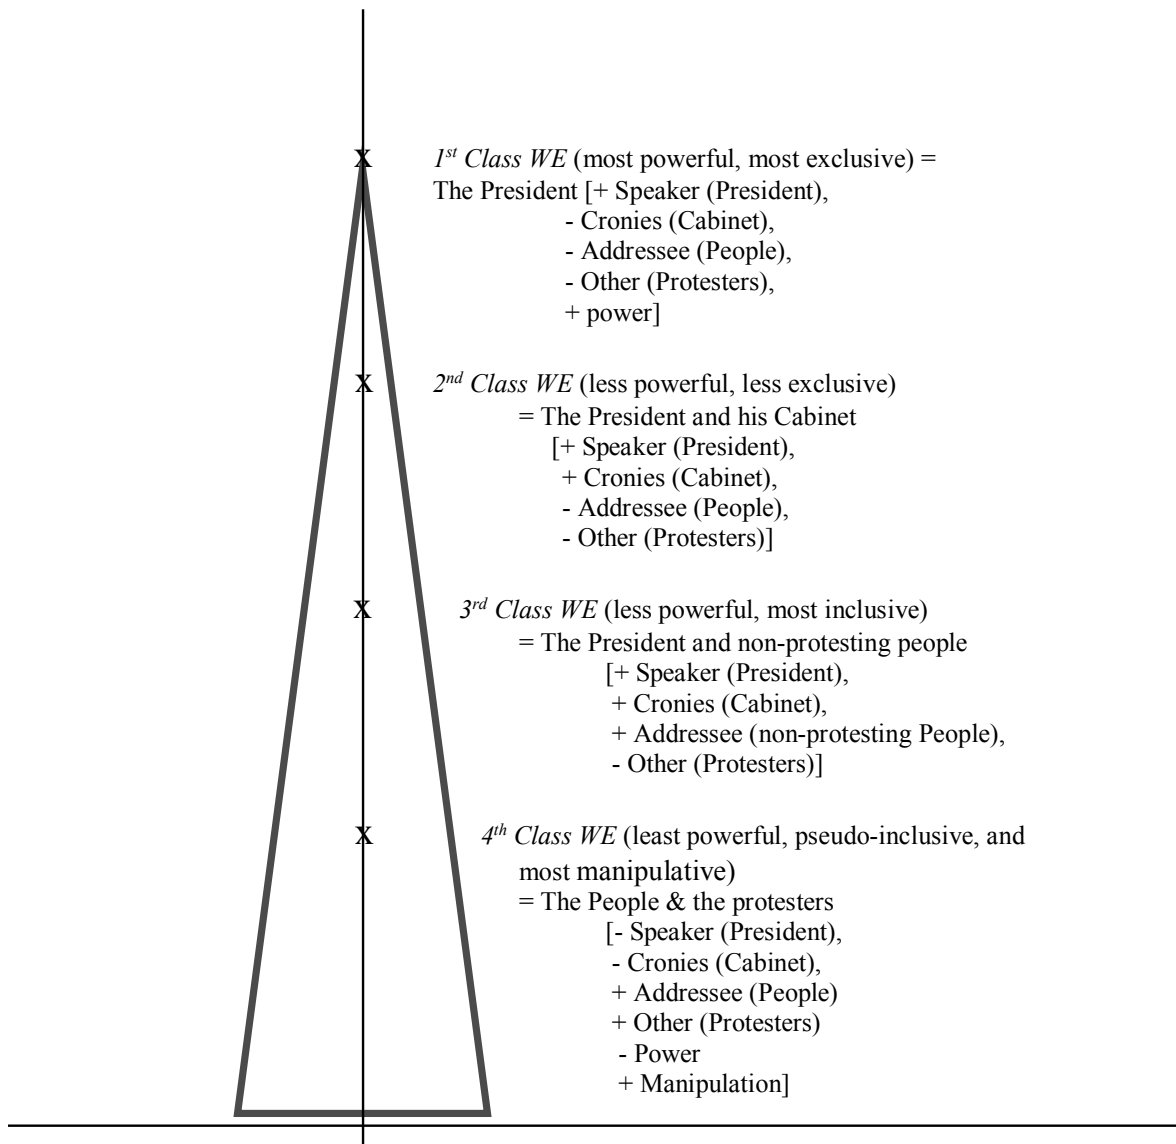 X 1st Class WE (most powerful, most exclusive) =
The President [+ Speaker (President),
- Cronies (Cabinet),
- Addressee (People),
- Other (Protesters),
+ power]
X 2nd Class WE (less powerful, less exclusive)
= The President and his Cabinet
[+ Speaker (President),
+ Cronies (Cabinet),
- Addressee (People),
- Other (Protesters)]
X 3rd Class WE (less powerful, most inclusive)
= The President and non-protesting people
[+ Speaker (President),
+ Cronies (Cabinet),
+ Addressee (non-protesting People),
- Other (Protesters)]
X 4th Class WE (least powerful, pseudo-inclusive, and
most manipulative)
= The People & the protesters
[- Speaker (President),
- Cronies (Cabinet),
+ Addressee (People)
+ Other (Protesters)
- Power
+ Manipulation]